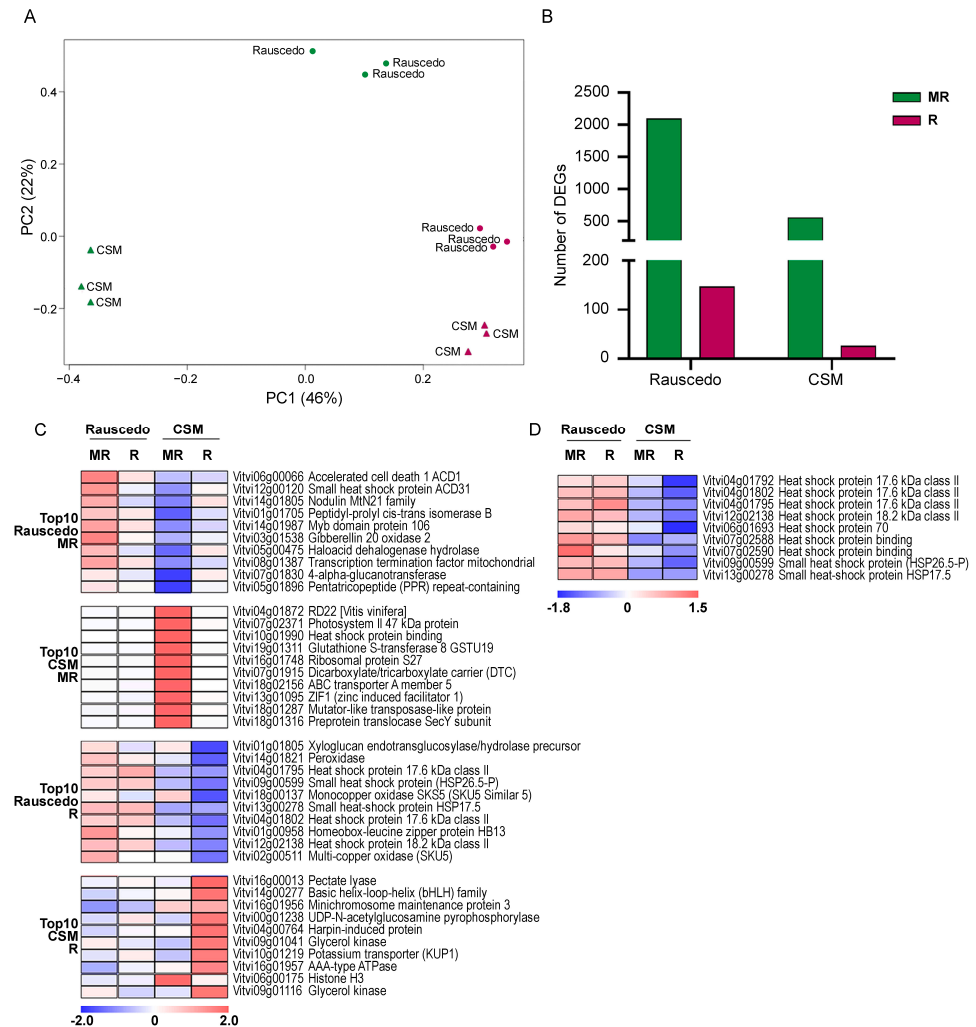 A
Rauscedo
Rauscedo
Rauscedo
Rauscedo
Rauscedo
Rauscedo
CSM
CSM
CSM
CSM
CSM
CSM
0.4
0.2
0.0
−0.2
−0.4
−0.2
0.0
0.2
PC2 (22%)
PC1 (46%)
B
2500
2000
1500
1000
500
200
100
0
Number of DEGs
Rauscedo
CSM
MR
R
C
Rauscedo CSM
MR R MR R
Top10
Rauscedo
MR
Vitvi06g00066 Accelerated cell death 1 ACD1
Vitvi12g00120 Small heat shock protein ACD31
Vitvi14g01805 Nodulin MtN21 family
Vitvi01g01705 Peptidyl-prolyl cis-trans isomerase B
Vitvi14g01987 Myb domain protein 106
Vitvi03g01538 Gibberellin 20 oxidase 2
Vitvi05g00475 Haloacid dehalogenase hydrolase
Vitvi08g01387 Transcription termination factor mitochondrial
Vitvi07g01830 4-alpha-glucanotransferase
Vitvi05g01896 Pentatricopeptide (PPR) repeat-containing
Top10
CSM
MR
Vitvi04g01872 RD22 [Vitis vinifera]
Vitvi07g02371 Photosystem II 47 kDa protein
Vitvi10g01990 Heat shock protein binding
Vitvi19g01311 Glutathione S-transferase 8 GSTU19
Vitvi16g01748 Ribosomal protein S27
Vitvi07g01915 Dicarboxylate/tricarboxylate carrier (DTC)
Vitvi18g02156 ABC transporter A member 5
Vitvi13g01095 ZIF1 (zinc induced facilitator 1)
Vitvi18g01287 Mutator-like transposase-like protein
Vitvi18g01316 Preprotein translocase SecY subunit
Top10
Rauscedo
R
Vitvi01g01805 Xyloglucan endotransglucosylase/hydrolase precursor
Vitvi14g01821 Peroxidase
Vitvi04g01795 Heat shock protein 17.6 kDa class II
Vitvi09g00599 Small heat shock protein (HSP26.5-P)
Vitvi18g00137 Monocopper oxidase SKS5 (SKU5 Similar 5)
Vitvi13g00278 Small heat-shock protein HSP17.5
Vitvi04g01802 Heat shock protein 17.6 kDa class II
Vitvi01g00958 Homeobox-leucine zipper protein HB13
Vitvi12g02138 Heat shock protein 18.2 kDa class II
Vitvi02g00511 Multi-copper oxidase (SKU5)
Top10
CSM
R
Vitvi16g00013 Pectate lyase
Vitvi14g00277 Basic helix-loop-helix (bHLH) family
Vitvi16g01956 Minichromosome maintenance protein 3
Vitvi00g01238 UDP-N-acetylglucosamine pyrophosphorylase
Vitvi04g00764 Harpin-induced protein
Vitvi09g01041 Glycerol kinase
Vitvi10g01219 Potassium transporter (KUP1)
Vitvi16g01957 AAA-type ATPase
Vitvi06g00175 Histone H3
Vitvi09g01116 Glycerol kinase
-2.0 0 2.0
D
Rauscedo CSM
MR R MR R
Vitvi04g01792 Heat shock protein 17.6 kDa class II
Vitvi04g01802 Heat shock protein 17.6 kDa class II
Vitvi04g01795 Heat shock protein 17.6 kDa class II
Vitvi12g02138 Heat shock protein 18.2 kDa class II
Vitvi06g01693 Heat shock protein 70
Vitvi07g02588 Heat shock protein binding
Vitvi07g02590 Heat shock protein binding
Vitvi09g00599 Small heat shock protein (HSP26.5-P)
Vitvi13g00278 Small heat-shock protein HSP17.5
-1.8 0 1.5